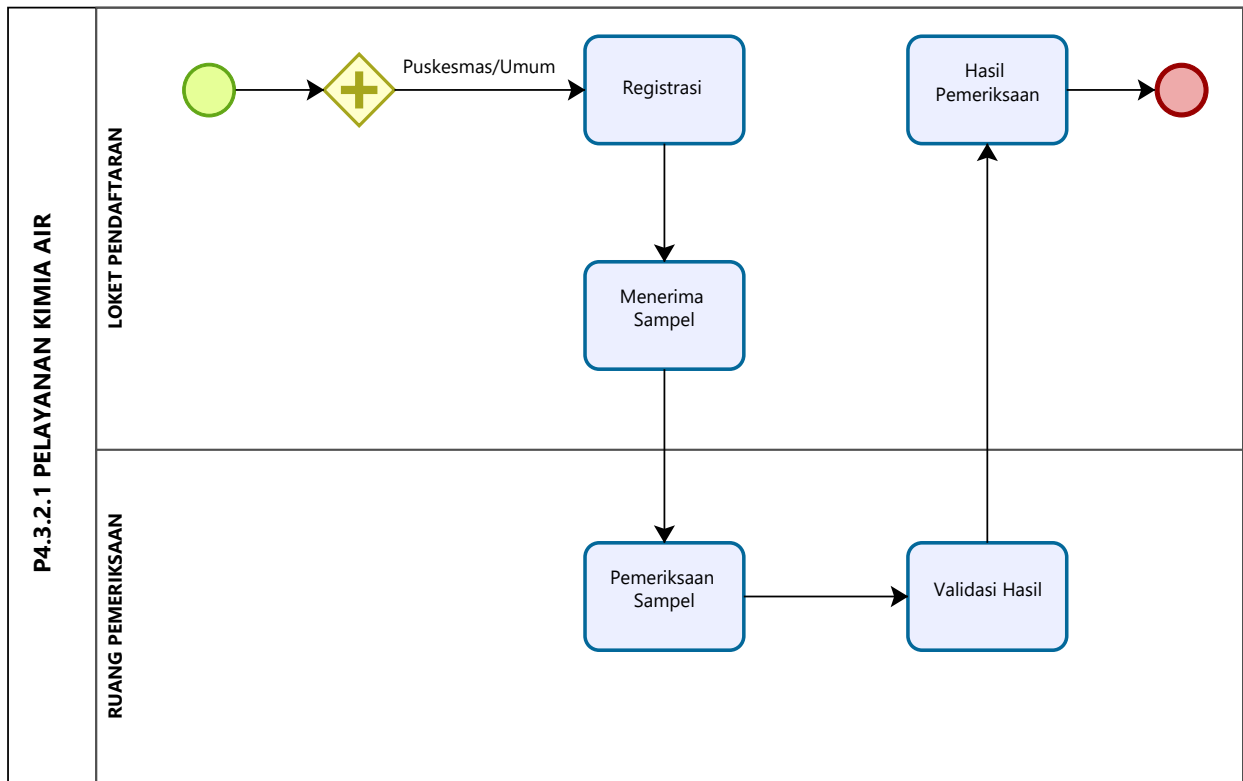 P4.3.2.1 PELAYANAN KIMIA AIR
LOKET PENDAFTARAN
Puskesmas/Umum
Registrasi
Hasil
Pemeriksaan
Menerima
Sampel
RUANG PEMERIKSAAN
Pemeriksaan
Sampel
Validasi Hasil